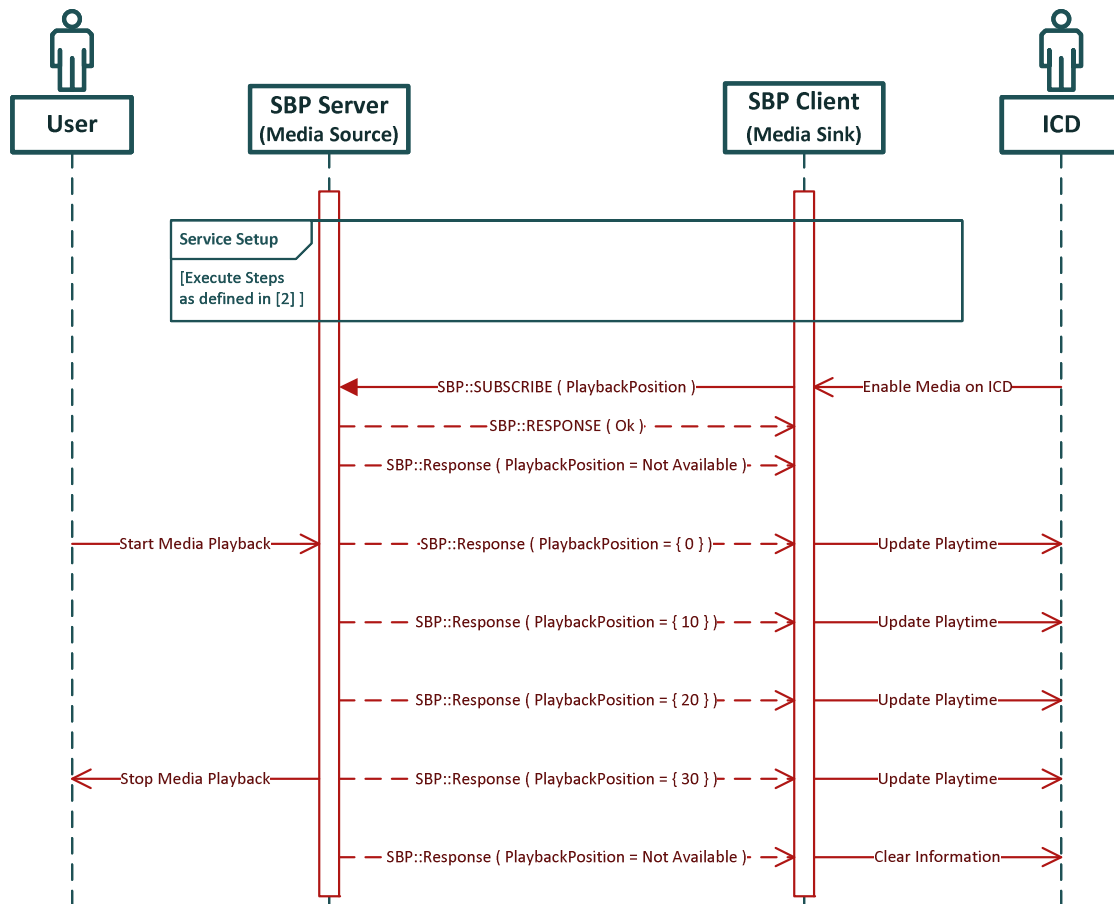 User
SBP Server
(Media Source)
SBP Client
(Media Sink)
ICD
Service Setup
[Execute Steps
as defined in [2] ]
SBP::SUBSCRIBE ( PlaybackPosition )
Enable Media on ICD
SBP::RESPONSE ( Ok )
SBP::Response ( PlaybackPosition = Not Available )
Start Media Playback
SBP::Response ( PlaybackPosition = { 0 } )
Update Playtime
SBP::Response ( PlaybackPosition = { 10 } )
Update Playtime
SBP::Response ( PlaybackPosition = { 20 } )
Update Playtime
Stop Media Playback
SBP::Response ( PlaybackPosition = { 30 } )
Update Playtime
SBP::Response ( PlaybackPosition = Not Available )
Clear Information